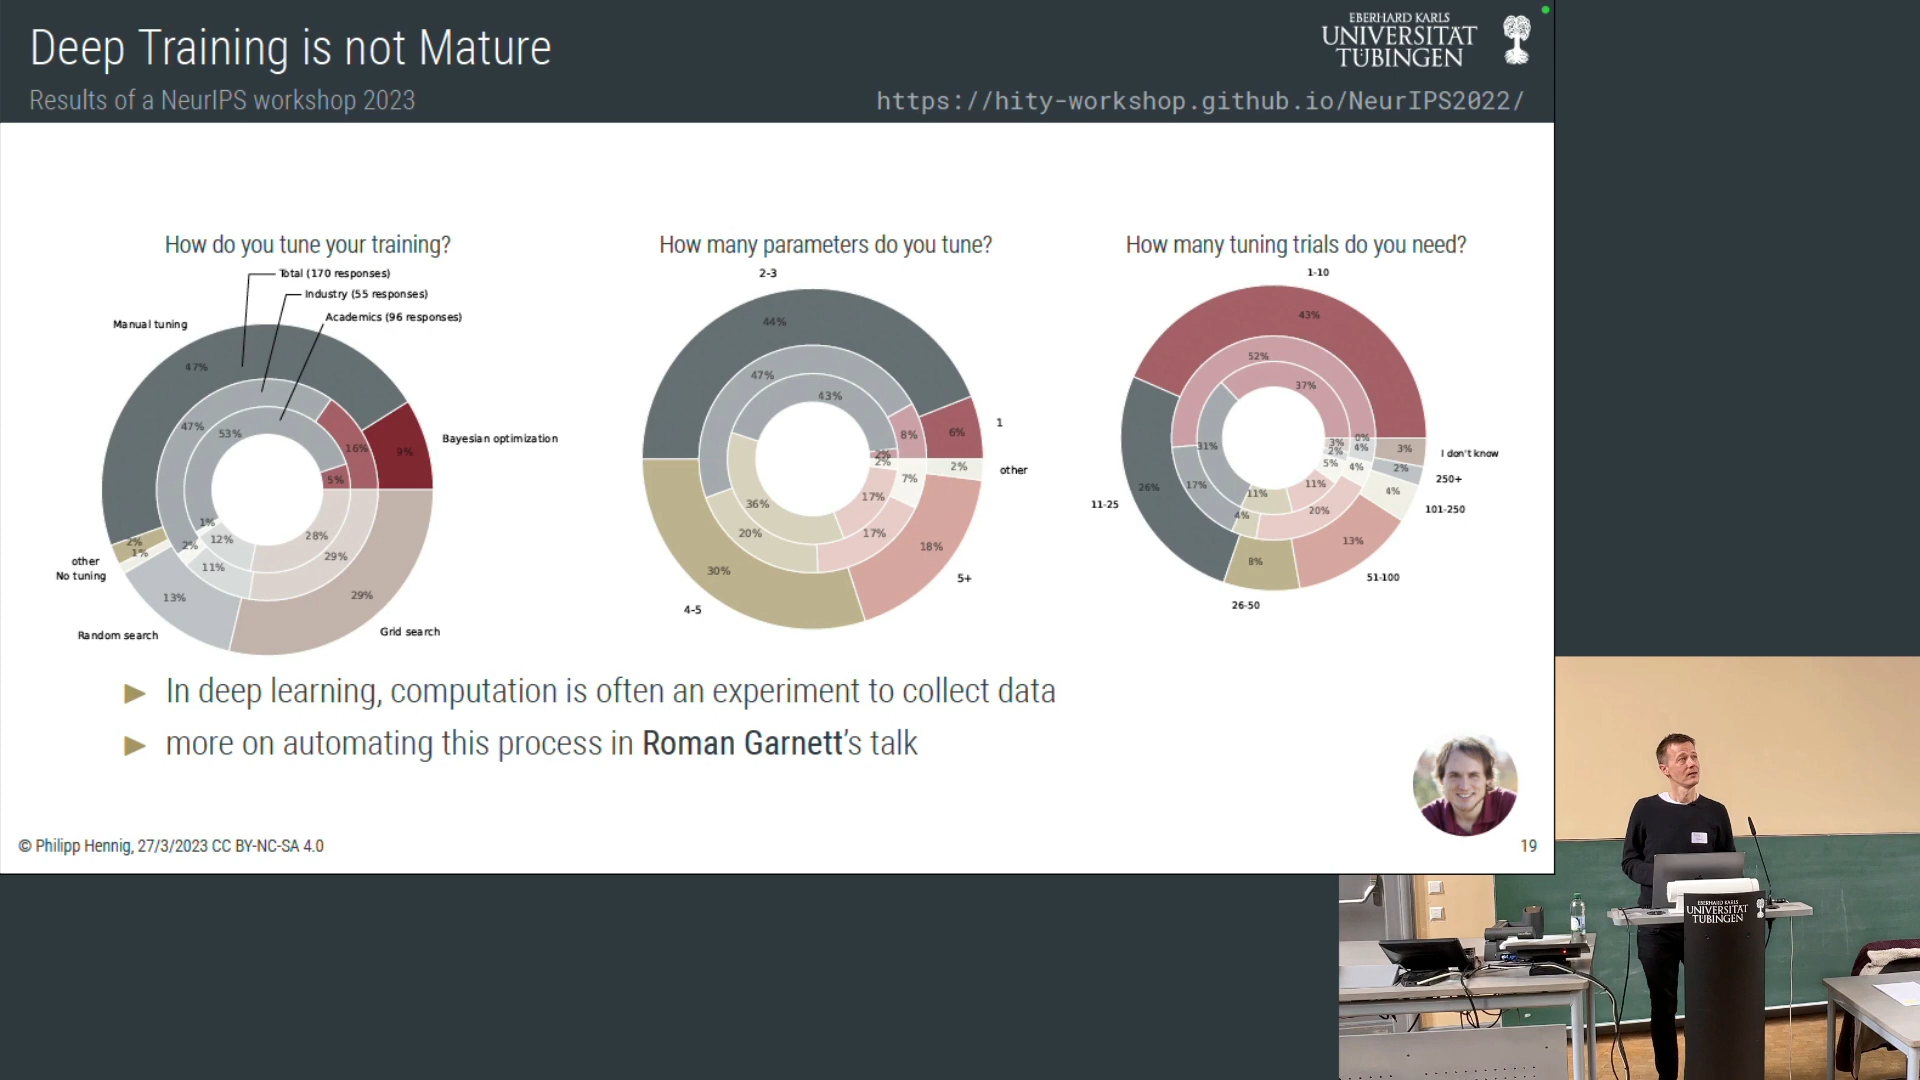 Deep Training is not Mature
Results of a NeurIPS workshop 2023
EBERHARD KARLS
UNIVERSITÄT
TÜBINGEN
https://hity-workshop.github.io/NeurIPS2022/
How do you tune your training?
Total (170 responses)
Industry (55 responses)
Academics (96 responses)
Manual tuning
47%
47%
53%
16%
9%
5%
Bayesian optimization
1%
2%
2%
1%
12%
28%
11%
29%
13%
29%
other
No tuning
Random search
Grid search
How many parameters do you tune?
2-3
44%
47%
43%
8%
6%
1
2%
2%
2%
other
7%
36%
17%
20%
17%
18%
30%
5+
4-5
How many tuning trials do you need?
1-10
43%
52%
37%
31%
3%
0%
2%
4%
3%
I don't know
5%
4%
2%
250+
26%
17%
11%
11%
4%
101-250
11-25
4%
20%
8%
13%
51-100
26-50
► In deep learning, computation is often an experiment to collect data
► more on automating this process in Roman Garnett's talk
© Philipp Hennig, 27/3/2023 CC BY-NC-SA 4.0
19
EBERHARD KARLS
UNIVERSITÄT
TÜBINGEN